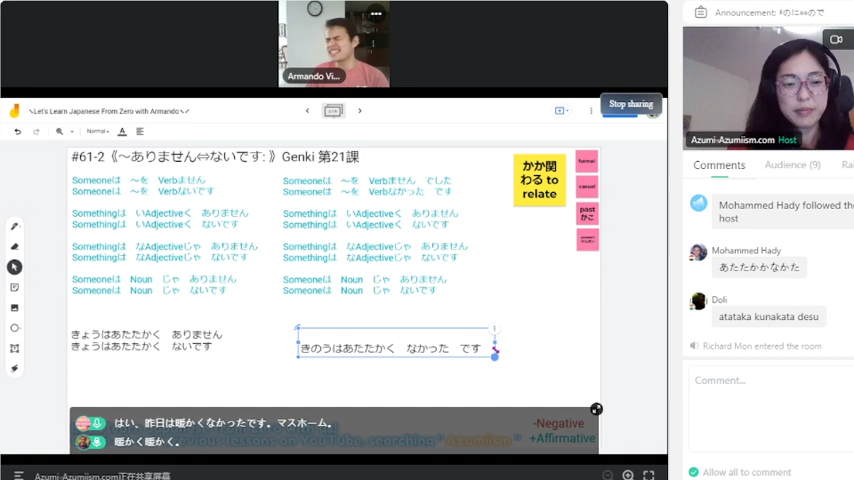 Announcement: #のに⇔ので
Armando Vi...
Azumi-Azumiism.com Host
Stop sharing
\Let's Learn Japanese From Zero with Armando/
Normal
#61-2《〜ありません⇔ないです: 》Genki 第21課
Someoneは 〜を Verbません
Someoneは 〜を Verbないです
Someoneは 〜を Verbません でした
Someoneは 〜を Verbなかった です
Somethingは いAdjectiveく ありません
Somethingは いAdjectiveく ないです
Somethingは いAdjectiveく ありません
Somethingは いAdjectiveく ないです
Somethingは なAdjectiveじゃ ありません
Somethingは なAdjectiveじゃ ないです
Somethingは なAdjectiveじゃ ありません
Somethingは なAdjectiveじゃ ないです
Someoneは Noun じゃ ありません
Someoneは Noun じゃ ないです
Someoneは Noun じゃ ありません
Someoneは Noun じゃ ないです
かか関
わる to
relate
formal
casual
past
かこ
きょうはあたたかく ありません
きょうはあたたかく ないです
きのうはあたたかく なかった です
はい、昨日は暖かくなかったです。マスホーム。
暖かく暖かく。
vious lessons on YouTube, searching " Azumiism "
-Negative
+Affirmative
Azumi-Azumiism.com正在共享屏幕
Comments
Audience (9)
Ra
Mohammed Hady followed the
host
Mohammed Hady
あたたかかなかた
Doli
atataka kunakata desu
Richard Mon entered the room
Comment...
Allow all to comment